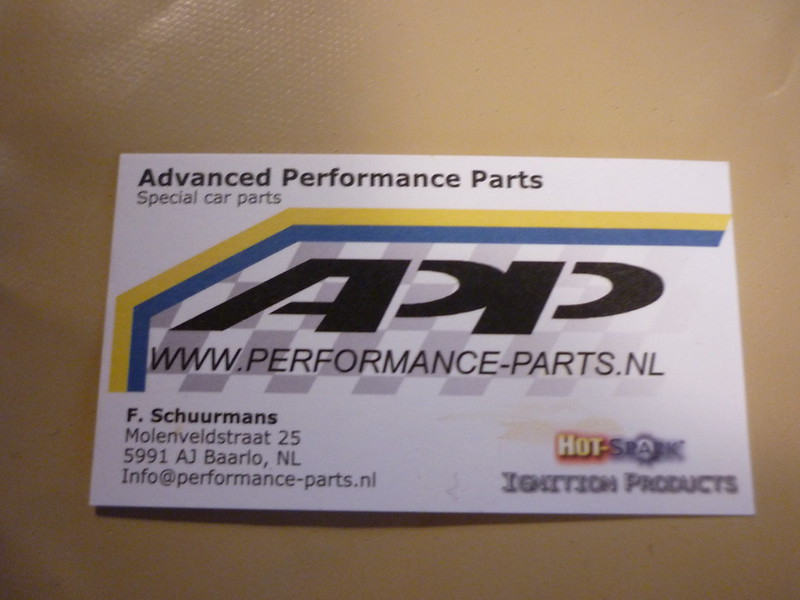 Advanced Performance Parts
Special car parts
APP
WWW.PERFORMANCE-PARTS.NL
F. Schuurmans
Molenveldstraat 25
5991 AJ Baarlo, NL
Info@performance-parts.nl
HOT-SPARK
IGNITION PRODUCTS